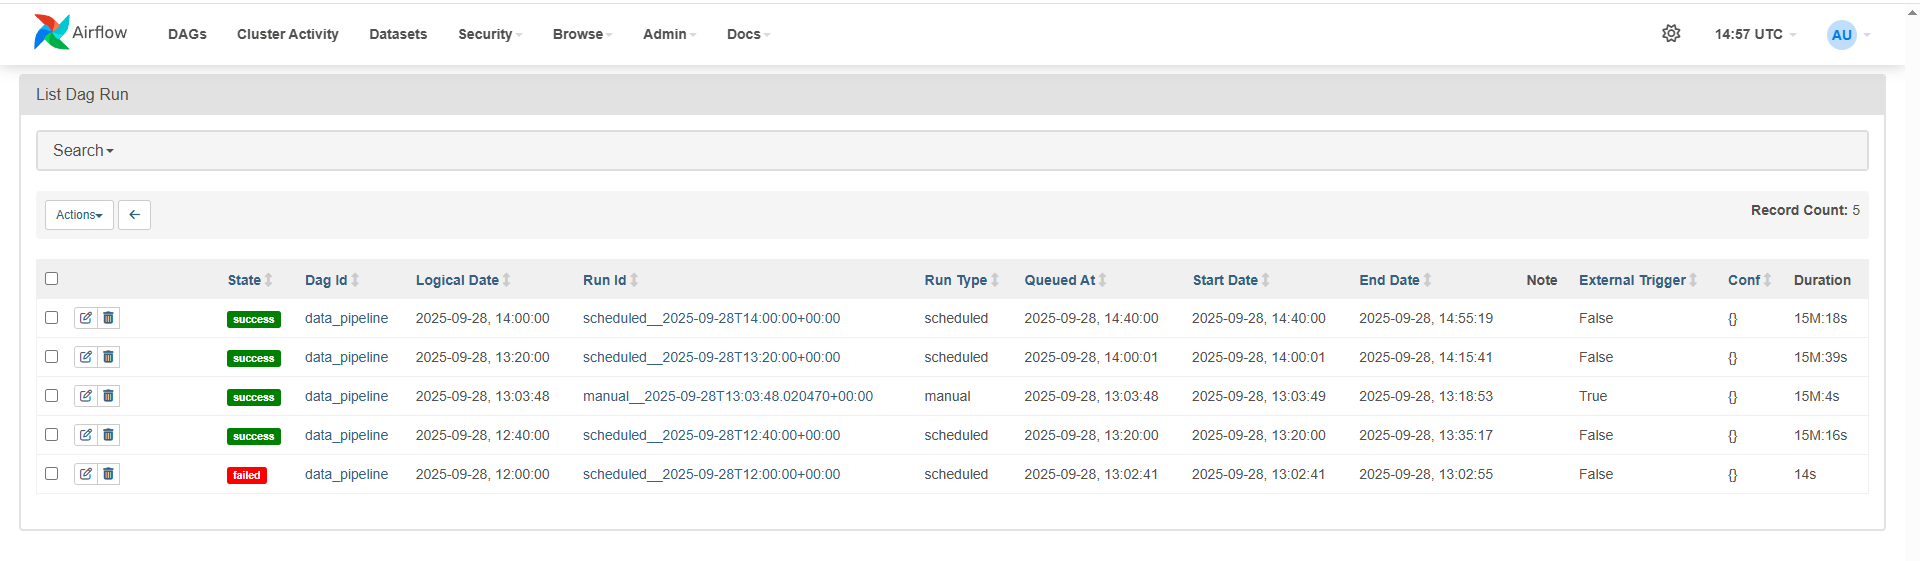 Airflow DAGs Cluster Activity Datasets Security Browse Admin Docs 14:57 UTC AU
List Dag Run
Search
Actions Record Count: 5
State Dag Id Logical Date Run Id Run Type Queued At Start Date End Date Note External Trigger Conf Duration
success data_pipeline 2025-09-28, 14:00:00 scheduled__2025-09-28T14:00:00+00:00 scheduled 2025-09-28, 14:40:00 2025-09-28, 14:40:00 2025-09-28, 14:55:19 False {} 15M:18s
success data_pipeline 2025-09-28, 13:20:00 scheduled__2025-09-28T13:20:00+00:00 scheduled 2025-09-28, 14:00:01 2025-09-28, 14:00:01 2025-09-28, 14:15:41 False {} 15M:39s
success data_pipeline 2025-09-28, 13:03:48 manual__2025-09-28T13:03:48.020470+00:00 manual 2025-09-28, 13:03:48 2025-09-28, 13:03:49 2025-09-28, 13:18:53 True {} 15M:4s
success data_pipeline 2025-09-28, 12:40:00 scheduled__2025-09-28T12:40:00+00:00 scheduled 2025-09-28, 13:20:00 2025-09-28, 13:20:00 2025-09-28, 13:35:17 False {} 15M:16s
failed data_pipeline 2025-09-28, 12:00:00 scheduled__2025-09-28T12:00:00+00:00 scheduled 2025-09-28, 13:02:41 2025-09-28, 13:02:41 2025-09-28, 13:02:55 False {} 14s